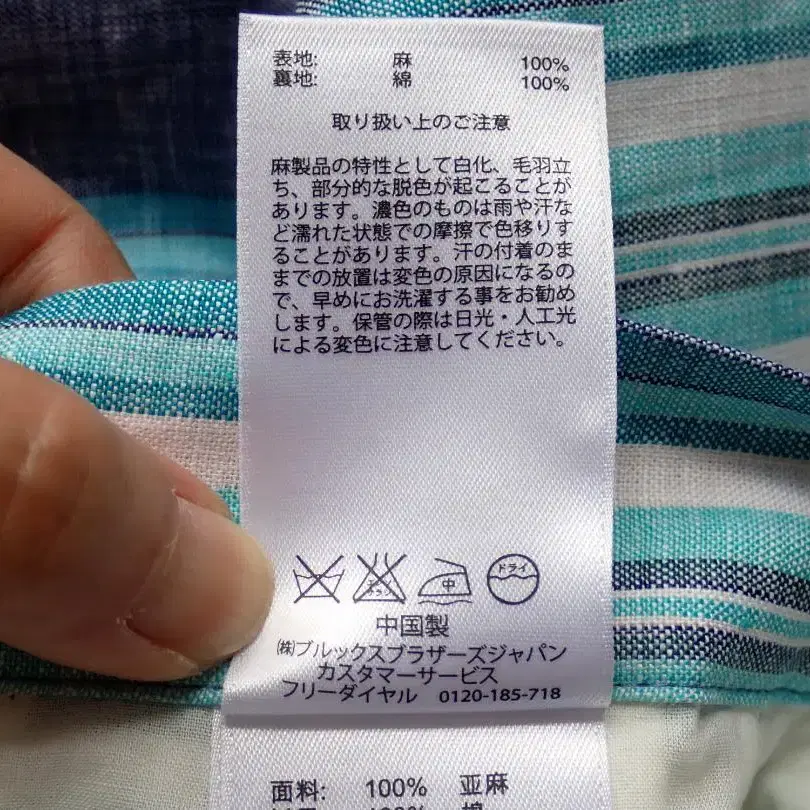 表地: 麻 100%
裏地: 綿 100%
取り扱い上のご注意
麻製品の特性として白化、毛羽立
ち、部分的な脱色が起こることが
あります。濃色のものは雨や汗な
ど濡れた状態での摩擦で色移りす
ることがあります。汗の付着のま
までの放置は変色の原因になるの
で、早めにお洗濯する事をお勧め
します。保管の際は日光・人工光
による変色に注意してください。
エンソ
サラシ
中
ドライ
中国製
㈱ブルックスブラザーズジャパン
カスタマーサービス
フリーダイヤル 0120-185-718
面料: 100% 亚麻